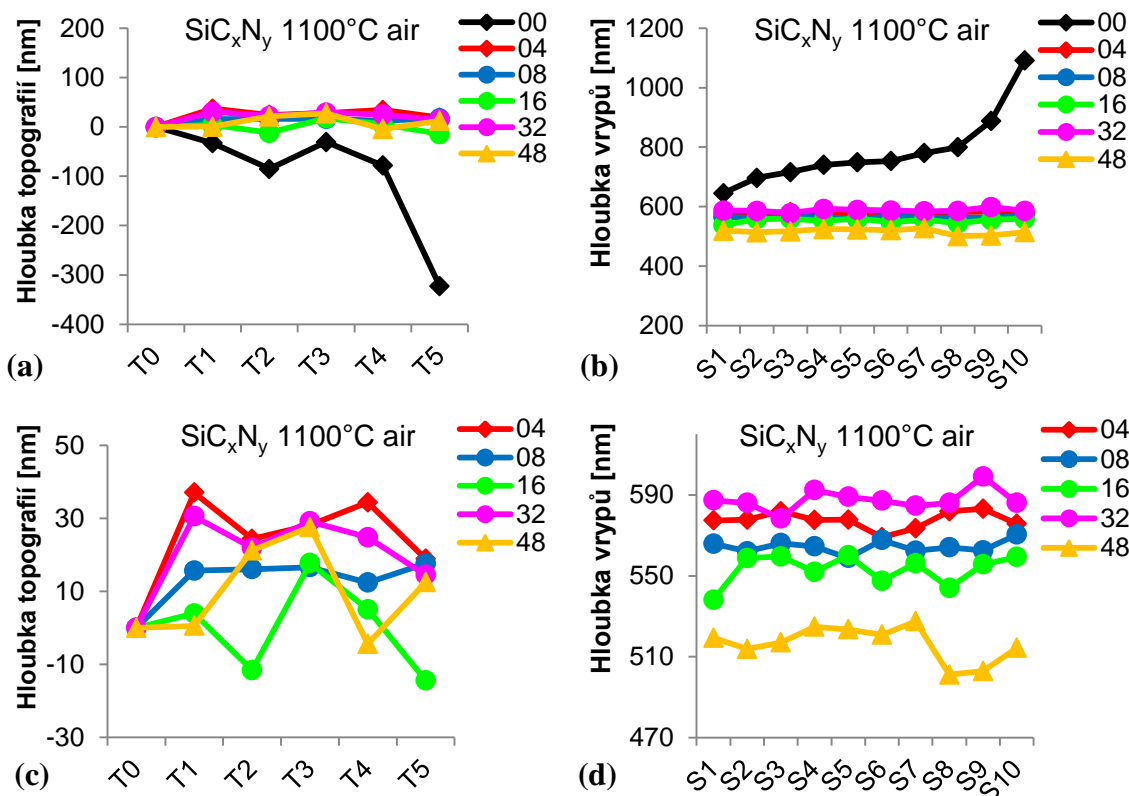 SiCxNy 1100°C air
Hloubka topografií [nm]
200
100
0
-100
-200
-300
-400
T0 T1 T2 T3 T4 T5
00
04
08
16
32
48
(a)
SiCxNy 1100°C air
Hloubka vrypů [nm]
1200
1000
800
600
400
200
S1 S2 S3 S4 S5 S6 S7 S8 S9 S10
00
04
08
16
32
48
(b)
SiCxNy 1100°C air
Hloubka topografií [nm]
50
30
10
-10
-30
T0 T1 T2 T3 T4 T5
04
08
16
32
48
(c)
SiCxNy 1100°C air
Hloubka vrypů [nm]
590
550
510
470
S1 S2 S3 S4 S5 S6 S7 S8 S9 S10
04
08
16
32
48
(d)